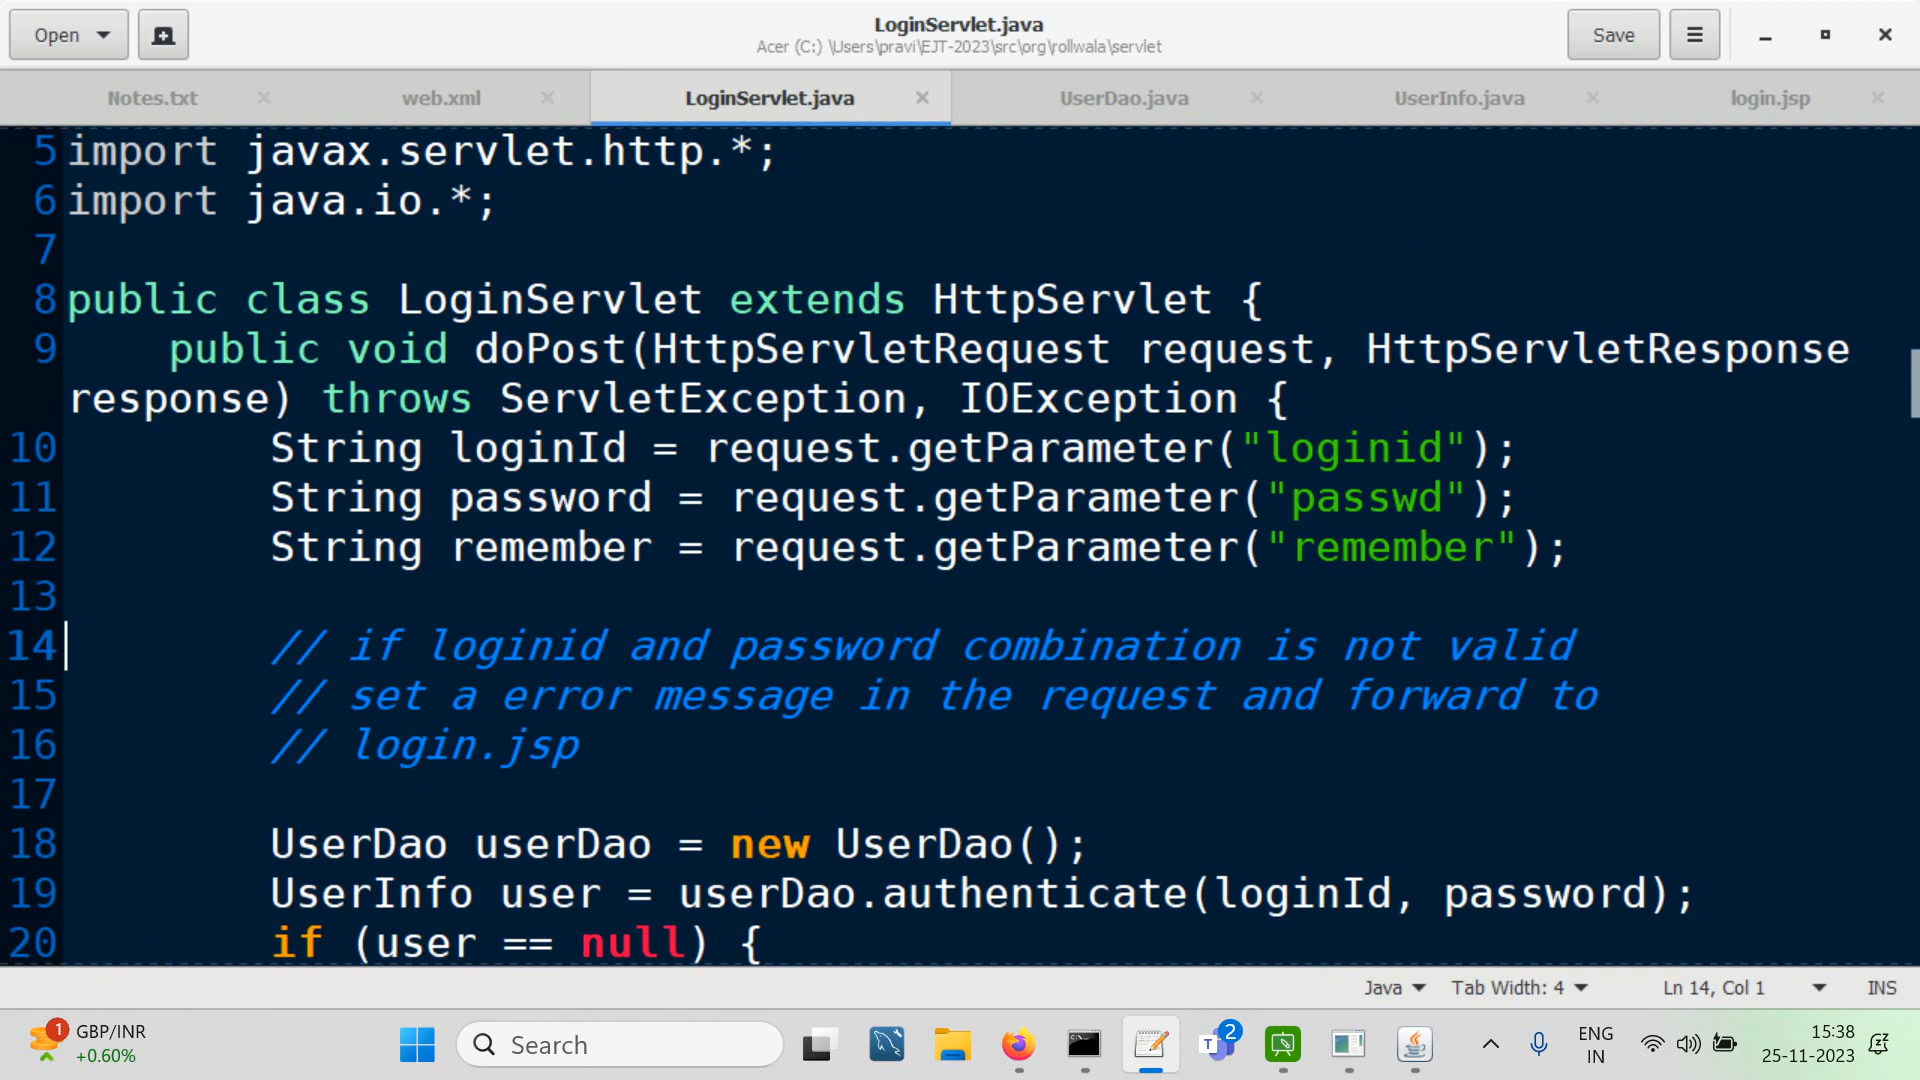 Open
LoginServlet.java
Acer (C:) \Users\pravi\EJT-2023\src\org\rollwala\servlet
Save
Notes.txt
web.xml
LoginServlet.java
UserDao.java
UserInfo.java
login.jsp
5 import javax.servlet.http.*;
6 import java.io.*;
7
8 public class LoginServlet extends HttpServlet {
9     public void doPost(HttpServletRequest request, HttpServletResponse
response) throws ServletException, IOException {
10         String loginId = request.getParameter("loginid");
11         String password = request.getParameter("passwd");
12         String remember = request.getParameter("remember");
13
14         // if loginid and password combination is not valid
15         // set a error message in the request and forward to
16         // login.jsp
17
18         UserDao userDao = new UserDao();
19         UserInfo user = userDao.authenticate(loginId, password);
20         if (user == null) {
Java
Tab Width: 4
Ln 14, Col 1
INS
1
GBP/INR
+0.60%
Search
T
2
ENG
IN
15:38
25-11-2023